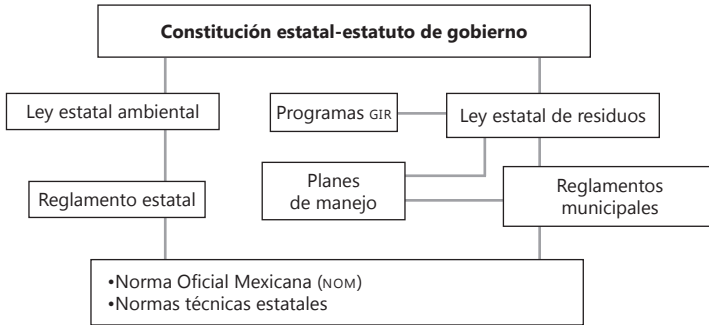 Constitución estatal-estatuto de gobierno
Ley estatal ambiental
Programas GIR
Ley estatal de residuos
Reglamento estatal
Planes
de manejo
Reglamentos
municipales
•Norma Oficial Mexicana (NOM)
•Normas técnicas estatales